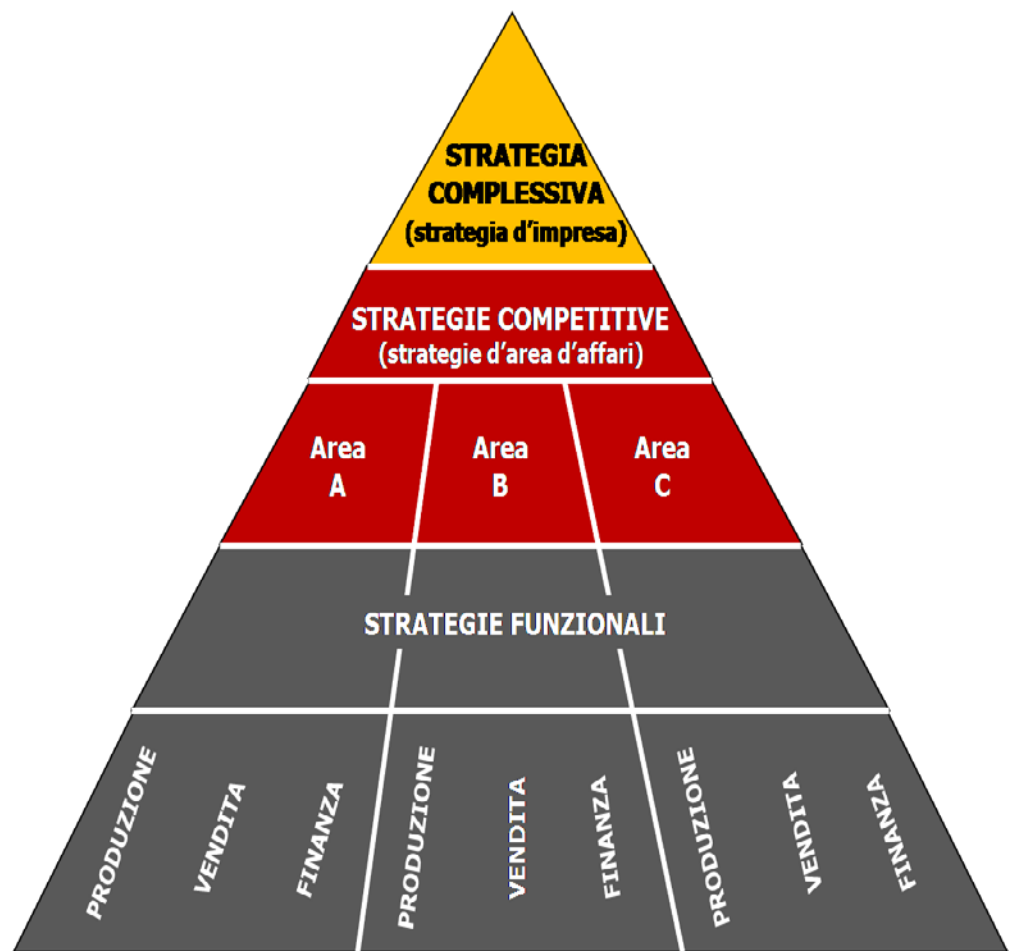 STRATEGIA
COMPLESSIVA
(strategia d'impresa)
STRATEGIE COMPETITIVE
(strategie d'area d'affari)
Area
A
Area
B
Area
C
STRATEGIE FUNZIONALI
PRODUZIONE
VENDITA
FINANZA
PRODUZIONE
VENDITA
FINANZA
PRODUZIONE
VENDITA
FINANZA